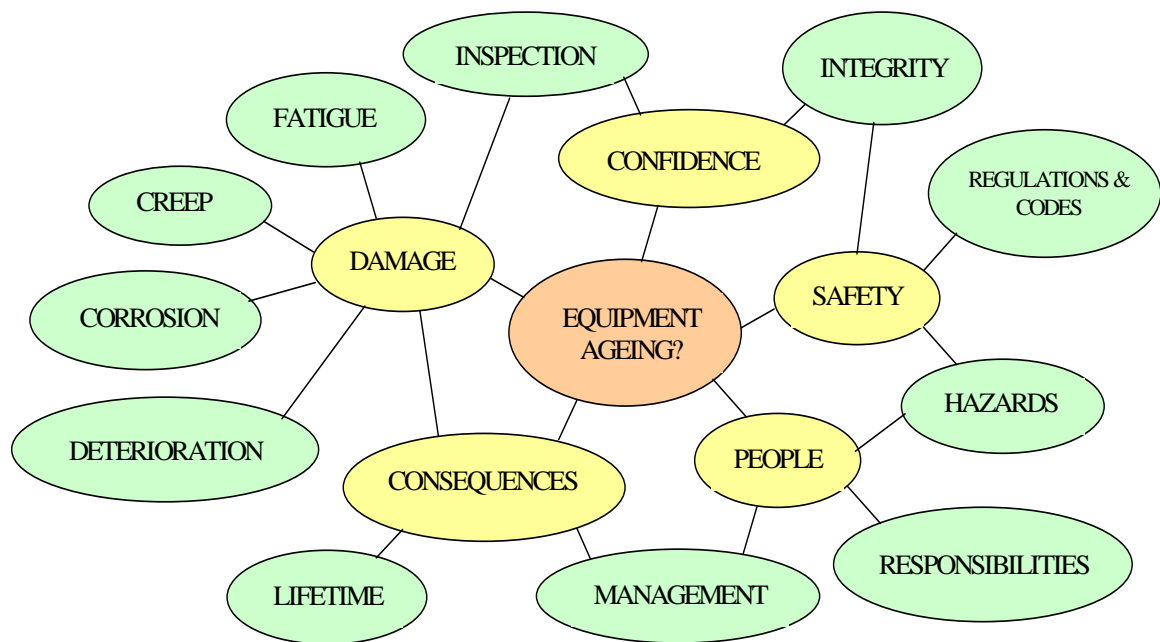 INSPECTION
INTEGRITY
FATIGUE
CONFIDENCE
REGULATIONS &
CODES
CREEP
DAMAGE
SAFETY
CORROSION
EQUIPMENT
AGEING?
HAZARDS
DETERIORATION
PEOPLE
CONSEQUENCES
RESPONSIBILITIES
LIFETIME
MANAGEMENT